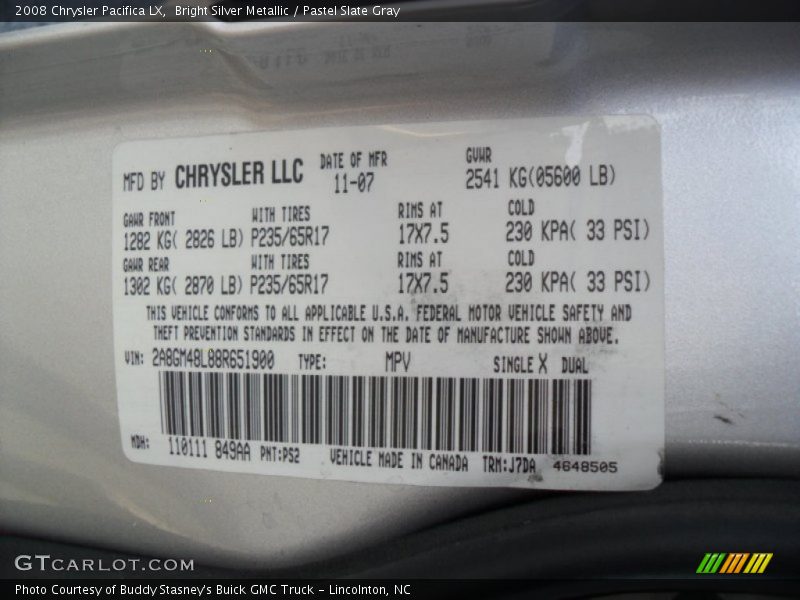 2008 Chrysler Pacifica LX,  Bright Silver Metallic / Pastel Slate Gray
MFD BY CHRYSLER LLC DATE OF MFR GVWR
11-07 2541 KG(05600 LB)
GAWR FRONT WITH TIRES RIMS AT COLD
1282 KG( 2826 LB) P235/65R17 17X7.5 230 KPA( 33 PSI)
GAWR REAR WITH TIRES RIMS AT COLD
1302 KG( 2870 LB) P235/65R17 17X7.5 230 KPA( 33 PSI)
THIS VEHICLE CONFORMS TO ALL APPLICABLE U.S.A. FEDERAL MOTOR VEHICLE SAFETY AND
THEFT PREVENTION STANDARDS IN EFFECT ON THE DATE OF MANUFACTURE SHOWN ABOVE.
VIN: 2A8GM48L88R651900 TYPE: MPV SINGLE X DUAL
MDH: 110111 849AA PNT:PS2 VEHICLE MADE IN CANADA TRM:J7DA 4648505
GTCARLOT.COM
Photo Courtesy of Buddy Stasney's Buick GMC Truck - Lincolnton, NC